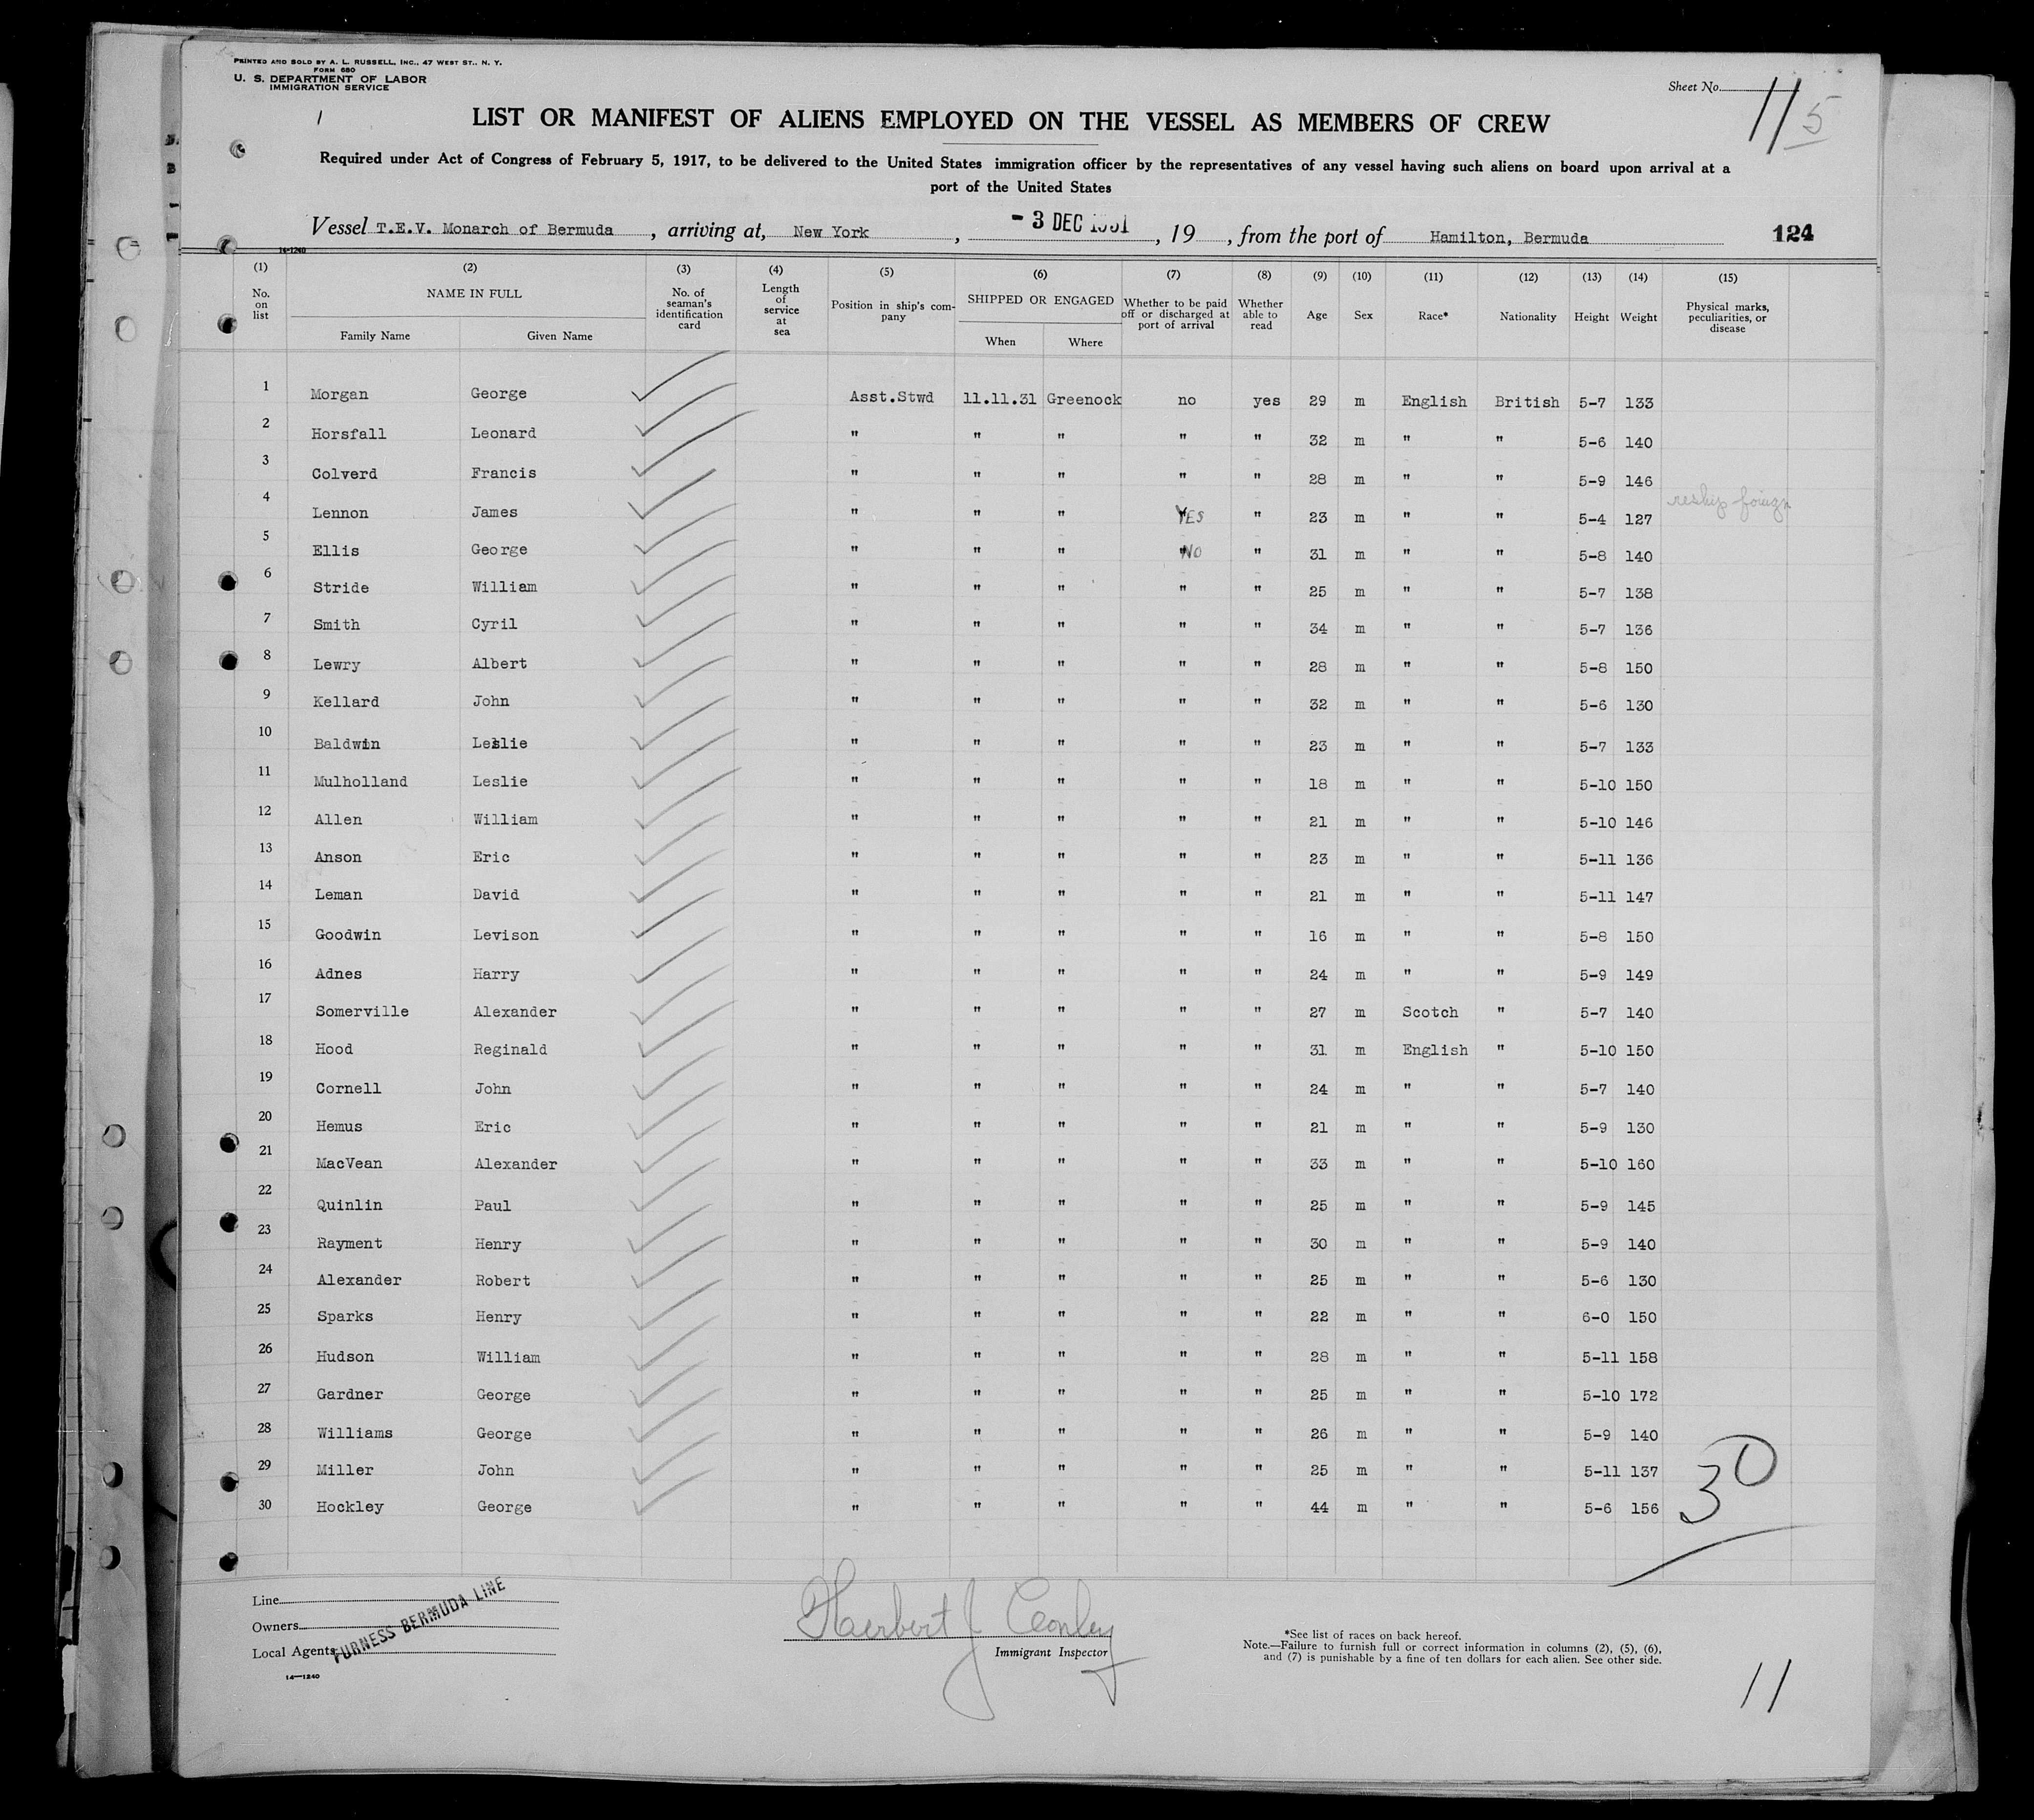 PRINTED AND SOLD BY A. L. RUSSELL, INC., 47 WEST ST., N. Y.
FORM 680
U. S. DEPARTMENT OF LABOR
IMMIGRATION SERVICE
Sheet No. 11 5
LIST OR MANIFEST OF ALIENS EMPLOYED ON THE VESSEL AS MEMBERS OF CREW
Required under Act of Congress of February 5, 1917, to be delivered to the United States immigration officer by the representatives of any vessel having such aliens on board upon arrival at a
port of the United States
Vessel T.E.V. Monarch of Bermuda, arriving at, New York, - 3 DEC 1931, 19, from the port of Hamilton, Bermuda 124
14-1240
(1) (2) (3) (4) (5) (6) (7) (8) (9) (10) (11) (12) (13) (14) (15)
No. on list NAME IN FULL Family Name Given Name No. of seaman's identification card Length of service at sea Position in ship's company SHIPPED OR ENGAGED When Where Whether to be paid off or discharged at port of arrival Whether able to read Age Sex Race* Nationality Height Weight Physical marks, peculiarities, or disease
1 Morgan George Asst.Stwd 11.11.31 Greenock no yes 29 m English British 5-7 133
2 Horsfall Leonard " " " " " 32 m " " 5-6 140
3 Colverd Francis " " " " " 28 m " " 5-9 146
4 Lennon James " " " YES " 23 m " " 5-4 127 reship
5 Ellis George " " " NO " 31 m " " 5-8 140
6 Stride William " " " " " 25 m " " 5-7 138
7 Smith Cyril " " " " " 34 m " " 5-7 136
8 Lewry Albert " " " " " 28 m " " 5-8 150
9 Kellard John " " " " " 32 m " " 5-6 130
10 Baldwin Leslie " " " " " 23 m " " 5-7 133
11 Mulholland Leslie " " " " " 18 m " " 5-10 150
12 Allen William " " " " " 21 m " " 5-10 146
13 Anson Eric " " " " " 23 m " " 5-11 136
14 Leman David " " " " " 21 m " " 5-11 147
15 Goodwin Levison " " " " " 16 m " " 5-8 150
16 Adnes Harry " " " " " 24 m " " 5-9 149
17 Somerville Alexander " " " " " 27 m Scotch " 5-7 140
18 Hood Reginald " " " " " 31 m English " 5-10 150
19 Cornell John " " " " " 24 m " " 5-7 140
20 Hemus Eric " " " " " 21 m " " 5-9 130
21 MacVean Alexander " " " " " 33 m " " 5-10 160
22 Quinlin Paul " " " " " 25 m " " 5-9 145
23 Rayment Henry " " " " " 30 m " " 5-9 140
24 Alexander Robert " " " " " 25 m " " 5-6 130
25 Sparks Henry " " " " " 22 m " " 6-0 150
26 Hudson William " " " " " 28 m " " 5-11 158
27 Gardner George " " " " " 25 m " " 5-10 172
28 Williams George " " " " " 26 m " " 5-9 140
29 Miller John " " " " " 25 m " " 5-11 137
30 Hockley George " " " " " 44 m " " 5-6 156
30
Line
Owners
Local Agents
FURNESS BERMUDA LINE
14-1240
Herbert J Conley
Immigrant Inspector
*See list of races on back hereof.
Note.—Failure to furnish full or correct information in columns (2), (5), (6),
and (7) is punishable by a fine of ten dollars for each alien. See other side.
11